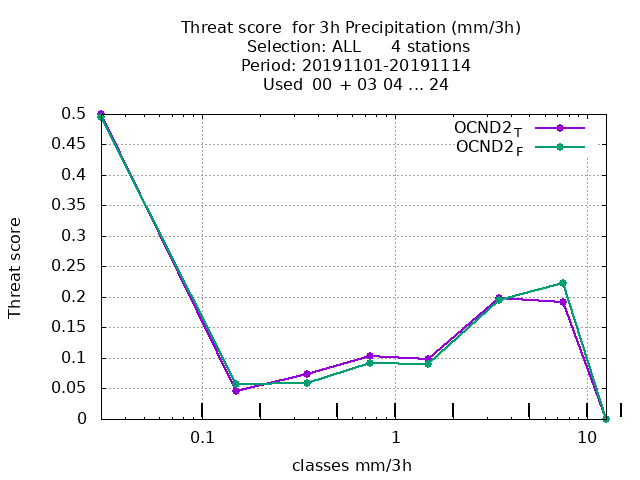 Threat score  for 3h Precipitation (mm/3h)
Selection: ALL      4 stations
Period: 20191101-20191114
Used  00 + 03 04 ... 24
OCND2_T
OCND2_F
0.5
0.45
0.4
0.35
0.3
0.25
0.2
0.15
0.1
0.05
0
Threat score
0.1
1
10
classes mm/3h